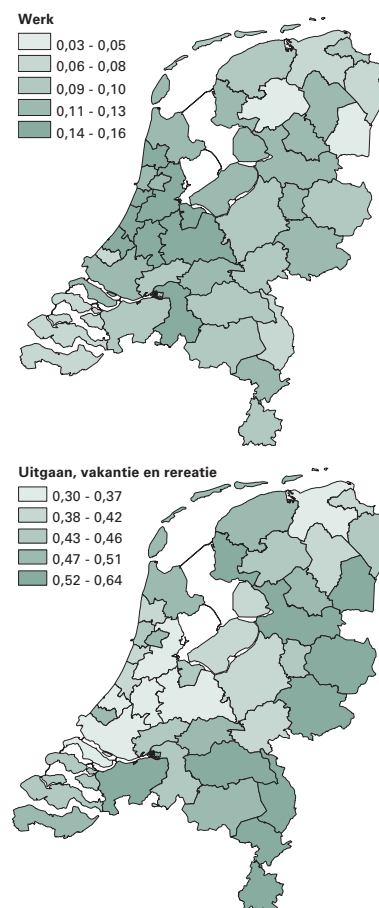 Werk
0,03 - 0,05
0,06 - 0,08
0,09 - 0,10
0,11 - 0,13
0,14 - 0,16
Uitgaan, vakantie en rereatie
0,30 - 0,37
0,38 - 0,42
0,43 - 0,46
0,47 - 0,51
0,52 - 0,64